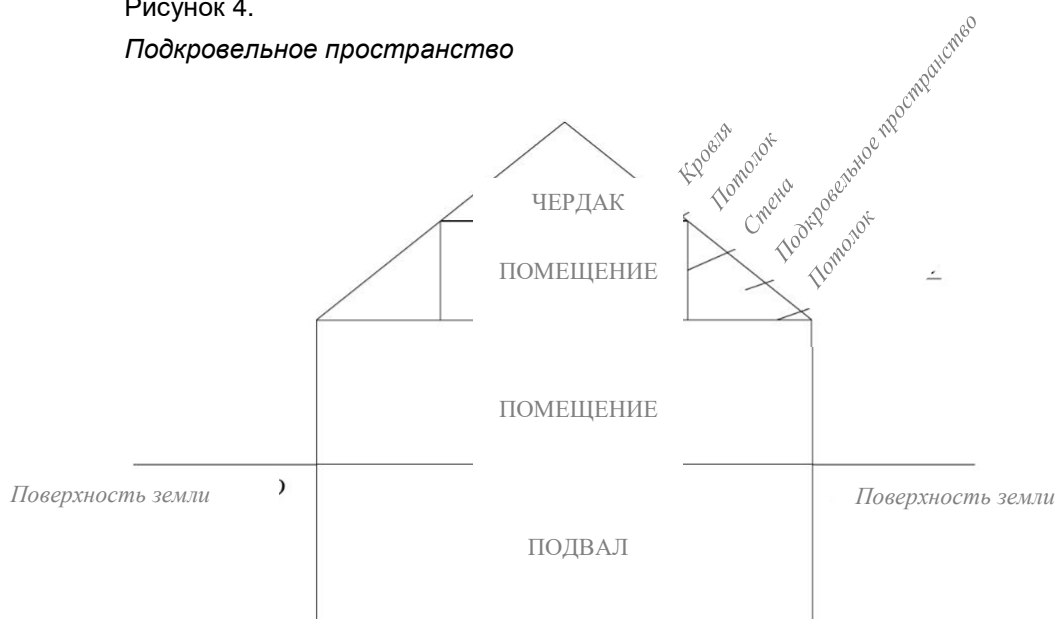 Рисунок 4.
Подкровельное пространство
Кровля
Потолок
Стена
Подкровельное пространство
Потолок
ЧЕРДАК
ПОМЕЩЕНИЕ
ПОМЕЩЕНИЕ
Поверхность земли
Поверхность земли
ПОДВАЛ